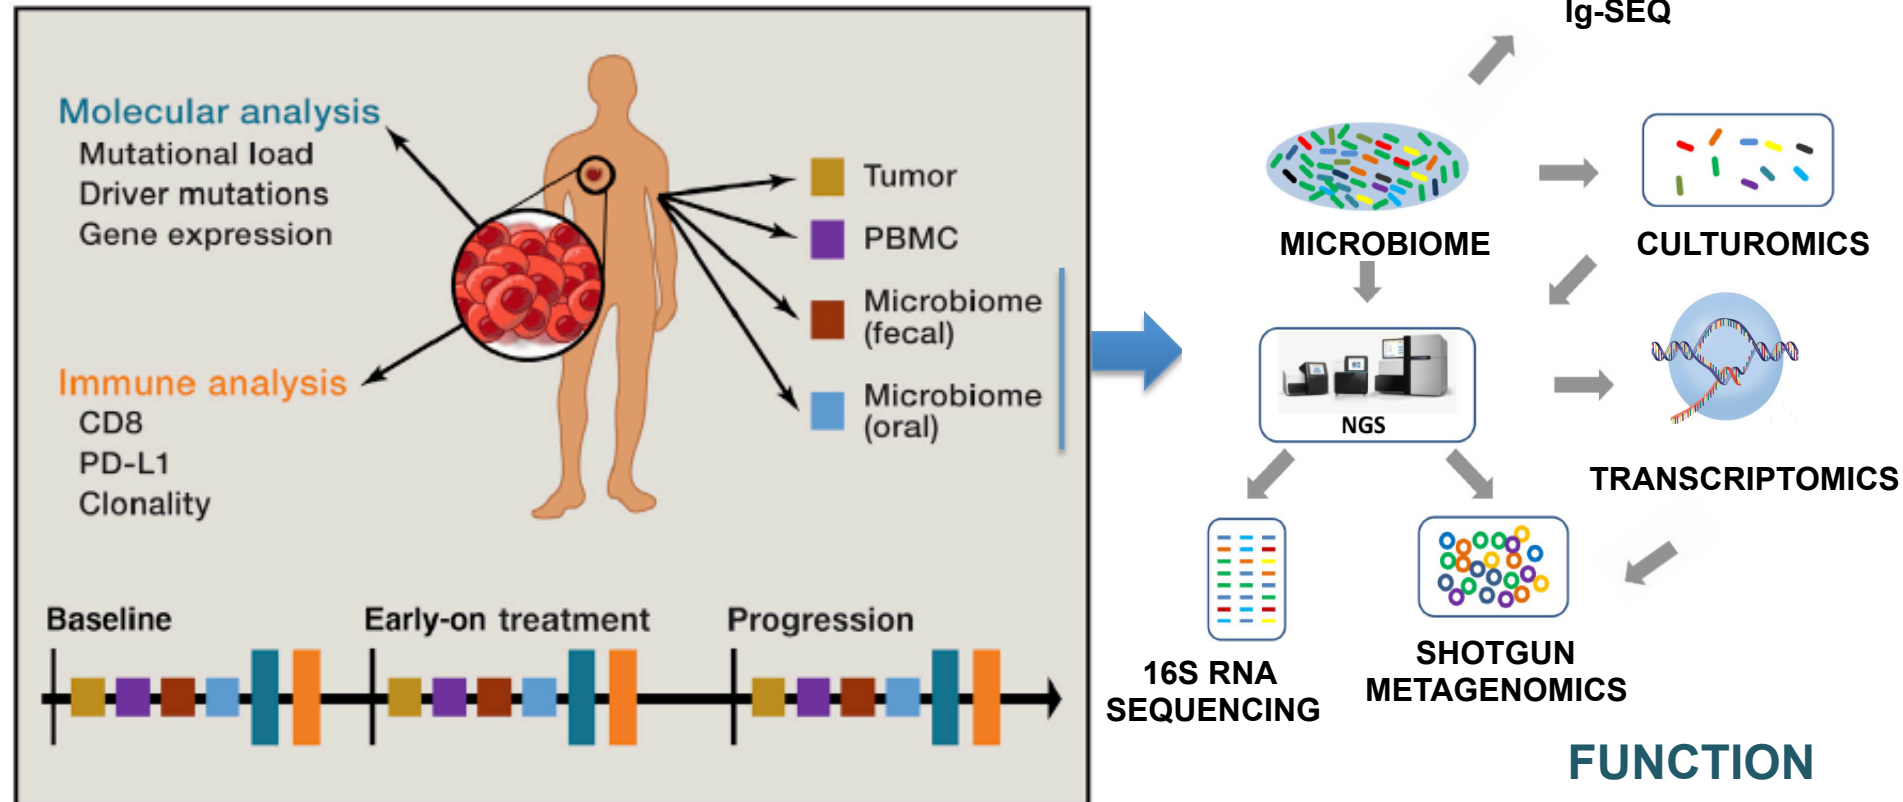 Molecular analysis
Mutational load
Driver mutations
Gene expression
Immune analysis
CD8
PD-L1
Clonality
Tumor
PBMC
Microbiome
(fecal)
Microbiome
(oral)
Baseline
Early-on treatment
Progression
Ig-SEQ
MICROBIOME
CULTUROMICS
NGS
TRANSCRIPTOMICS
16S RNA
SEQUENCING
SHOTGUN
METAGENOMICS
FUNCTION